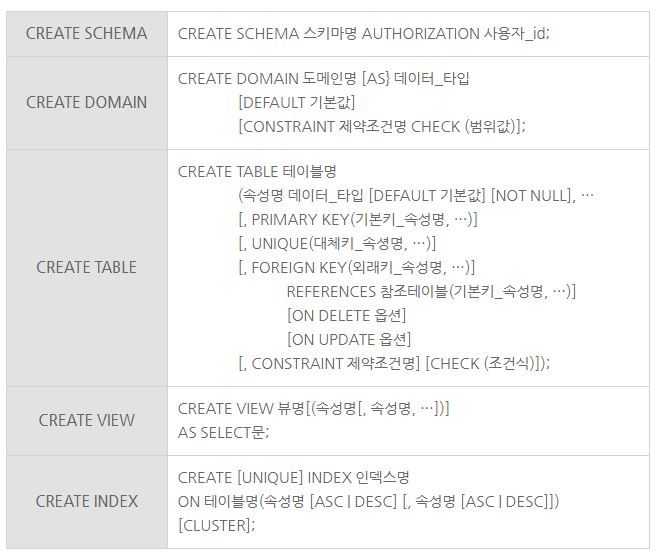 CREATE SCHEMA
CREATE SCHEMA 스키마명 AUTHORIZATION 사용자_id;
CREATE DOMAIN
CREATE DOMAIN 도메인명 [AS} 데이터_타입
[DEFAULT 기본값]
[CONSTRAINT 제약조건명 CHECK (범위값)];
CREATE TABLE
CREATE TABLE 테이블명
(속성명 데이터_타입 [DEFAULT 기본값] [NOT NULL], …
[, PRIMARY KEY(기본키_속성명, …)]
[, UNIQUE(대체키_속성명, …)]
[, FOREIGN KEY(외래키_속성명, …)]
REFERENCES 참조테이블(기본키_속성명, …)]
[ON DELETE 옵션]
[ON UPDATE 옵션]
[, CONSTRAINT 제약조건명] [CHECK (조건식)]);
CREATE VIEW
CREATE VIEW 뷰명[(속성명[, 속성명, …])]
AS SELECT문;
CREATE INDEX
CREATE [UNIQUE] INDEX 인덱스명
ON 테이블명(속성명 [ASC | DESC] [, 속성명 [ASC | DESC]])
[CLUSTER];